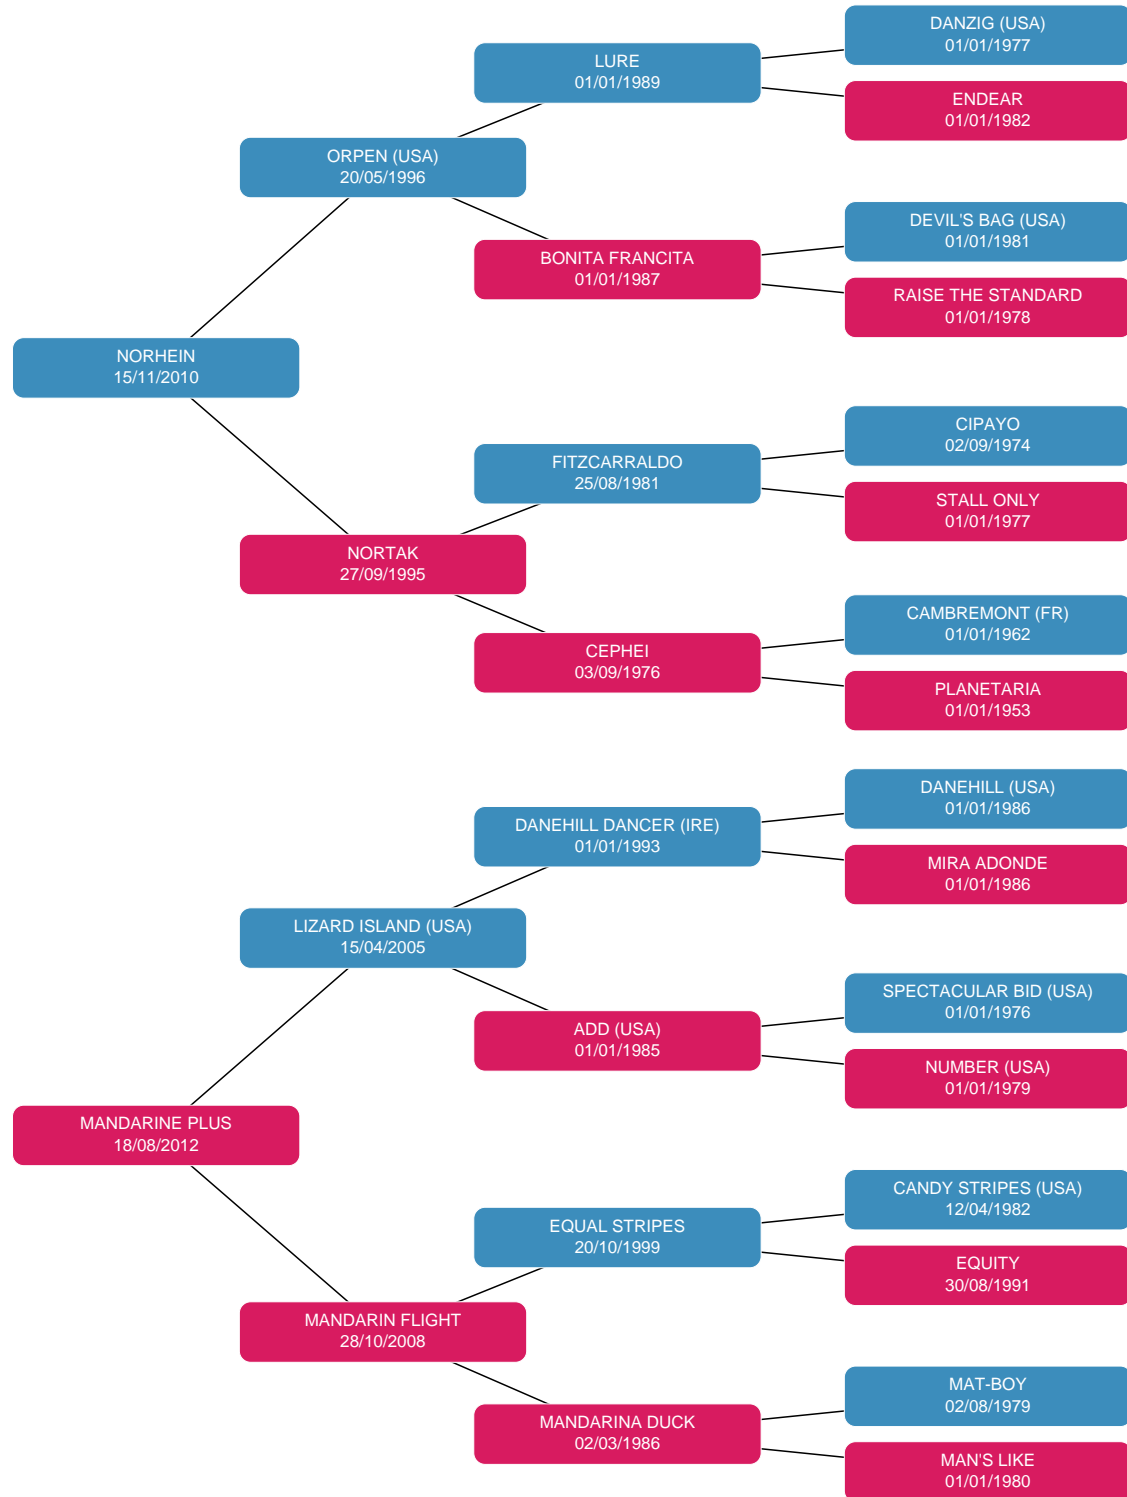 DANZIG (USA)
01/01/1977
LURE
01/01/1989
ENDEAR
01/01/1982
ORPEN (USA)
20/05/1996
DEVIL'S BAG (USA)
01/01/1981
BONITA FRANCITA
01/01/1987
RAISE THE STANDARD
01/01/1978
NORHEIN
15/11/2010
CIPAYO
02/09/1974
FITZCARRALDO
25/08/1981
STALL ONLY
01/01/1977
NORTAK
27/09/1995
CAMBREMONT (FR)
01/01/1962
CEPHEI
03/09/1976
PLANETARIA
01/01/1953
DANEHILL (USA)
01/01/1986
DANEHILL DANCER (IRE)
01/01/1993
MIRA ADONDE
01/01/1986
LIZARD ISLAND (USA)
15/04/2005
SPECTACULAR BID (USA)
01/01/1976
ADD (USA)
01/01/1985
NUMBER (USA)
01/01/1979
MANDARINE PLUS
18/08/2012
CANDY STRIPES (USA)
12/04/1982
EQUAL STRIPES
20/10/1999
EQUITY
30/08/1991
MANDARIN FLIGHT
28/10/2008
MAT-BOY
02/08/1979
MANDARINA DUCK
02/03/1986
MAN'S LIKE
01/01/1980